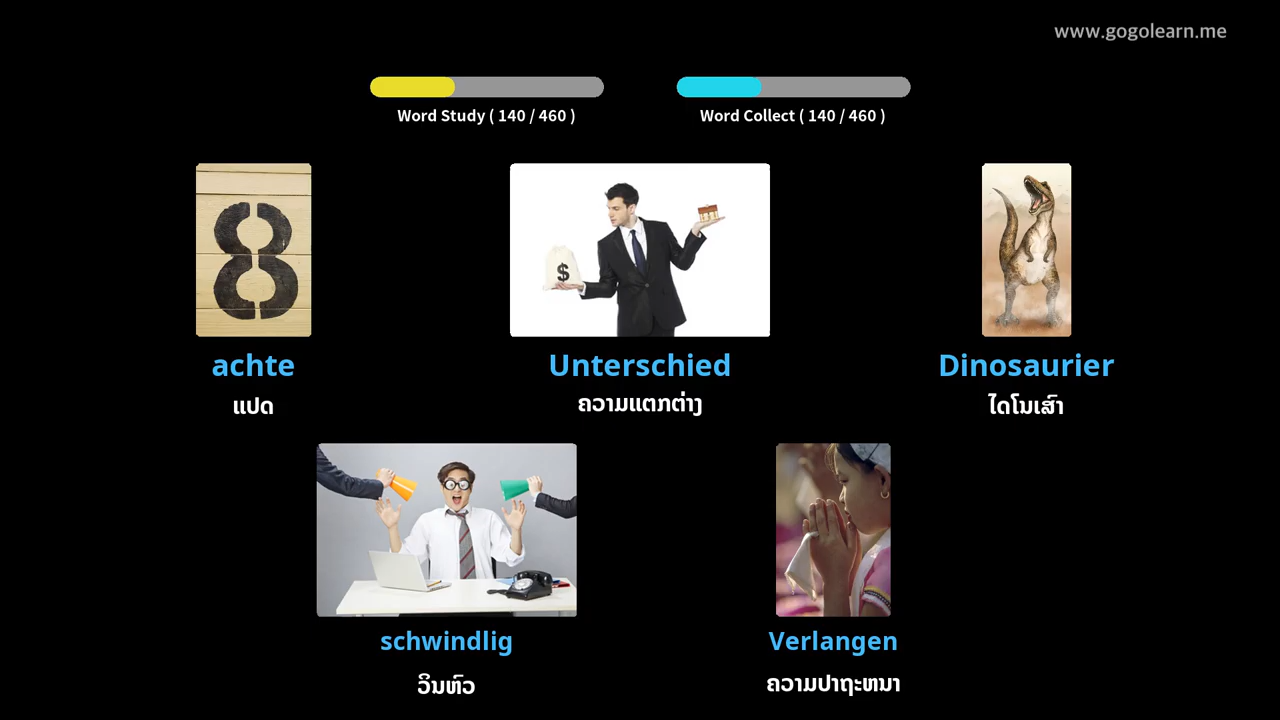 www.gogolearn.me
Word Study ( 140 / 460 )
Word Collect ( 140 / 460 )
8
$
achte
ແປດ
Unterschied
ຄວາມແຕກຕ່າງ
Dinosaurier
ໄດໂນເສົາ
schwindlig
ວິນຫົວ
Verlangen
ຄວາມປາຖະຫນາ